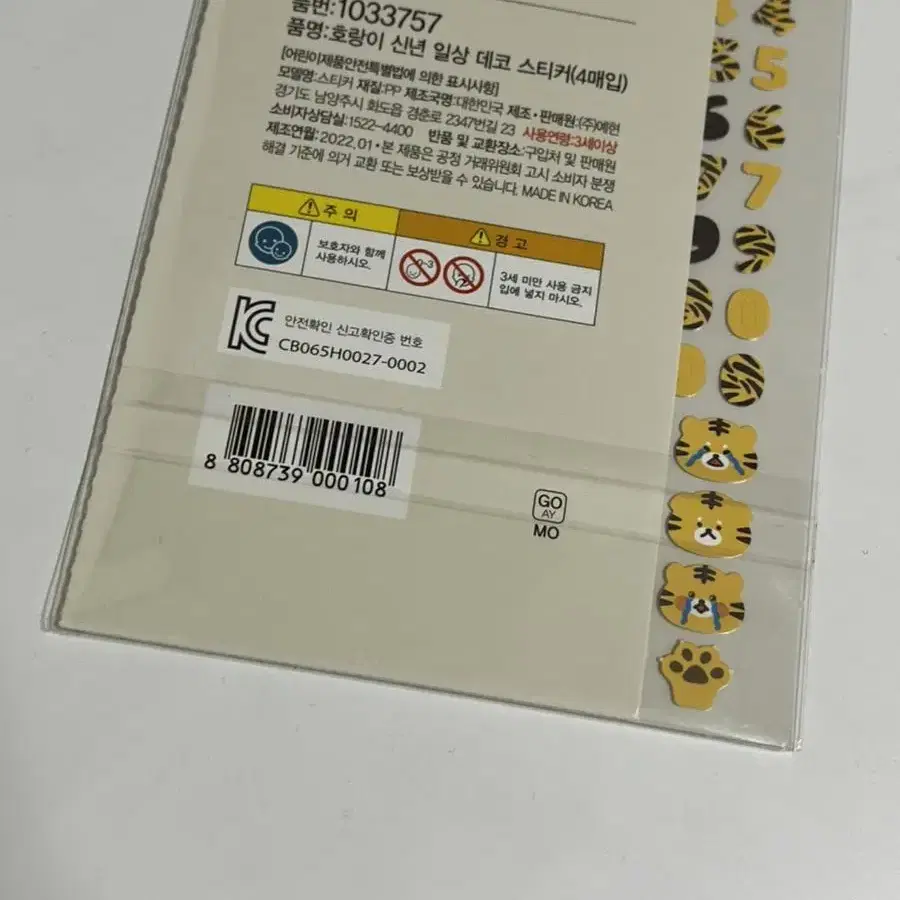 품번:1033757
품명:호랑이 신년 일상 데코 스티커(4매입)
[어린이제품안전특별법에 의한 표시사항]
모델명:스티커 재질:PP 제조국명:대한민국 제조·판매원:(주)예현
경기도 남양주시 화도읍 경춘로 2347번길 23 사용연령:3세이상
소비자상담실:1522-4400 반품 및 교환장소:구입처 및 판매원
제조연월:2022.01·본 제품은 공정 거래위원회 고시 소비자 분쟁
해결 기준에 의거 교환 또는 보상받을 수 있습니다. MADE IN KOREA
주 의
경 고
보호자와 함께
사용하시오.
0-3
3세 미만 사용 금지
입에 넣지 마시오.
KC
안전확인 신고확인증 번호
CB065H0027-0002
8 808739 000108
GO
AY
MO
4
5
6
6
7
7
0
0